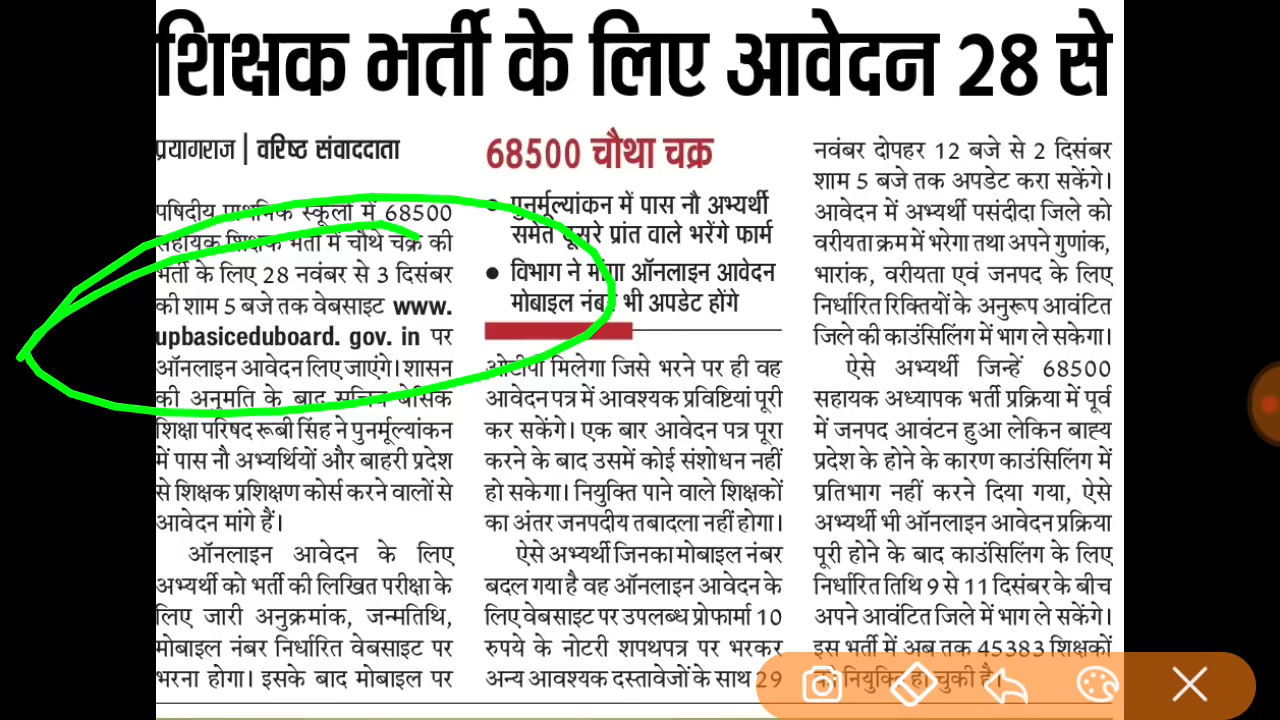 शिक्षक भर्ती के लिए आवेदन 28 से
प्रयागराज | वरिष्ठ संवाददाता
पषिदीय प्राथमिक स्कूलों में 68500
सहायक शिक्षक भर्ती में चौथे चक्र की
भर्ती के लिए 28 नवंबर से 3 दिसंबर
की शाम 5 बजे तक वेबसाइट www.
upbasiceduboard. gov. in पर
ऑनलाइन आवेदन लिए जाएंगे। शासन
की अनुमति के बाद सचिव बेसिक
शिक्षा परिषद रूबी सिंह ने पुनर्मूल्यांकन
में पास नौ अभ्यर्थियों और बाहरी प्रदेश
से शिक्षक प्रशिक्षण कोर्स करने वालों से
आवेदन मांगे हैं।
ऑनलाइन आवेदन के लिए
अभ्यर्थी को भर्ती की लिखित परीक्षा के
लिए जारी अनुक्रमांक, जन्मतिथि,
मोबाइल नंबर निर्धारित वेबसाइट पर
भरना होगा। इसके बाद मोबाइल पर
68500 चौथा चक्र
● पुनर्मूल्यांकन में पास नौ अभ्यर्थी
समेत दूसरे प्रांत वाले भरेंगे फार्म
● विभाग ने मांगा ऑनलाइन आवेदन
मोबाइल नंबर भी अपडेट होंगे
ओटीपी मिलेगा जिसे भरने पर ही वह
आवेदन पत्र में आवश्यक प्रविष्टियां पूरी
कर सकेंगे। एक बार आवेदन पत्र पूरा
करने के बाद उसमें कोई संशोधन नहीं
हो सकेगा। नियुक्ति पाने वाले शिक्षकों
का अंतर जनपदीय तबादला नहीं होगा।
ऐसे अभ्यर्थी जिनका मोबाइल नंबर
बदल गया है वह ऑनलाइन आवेदन के
लिए वेबसाइट पर उपलब्ध प्रोफार्मा 10
रुपये के नोटरी शपथपत्र पर भरकर
अन्य आवश्यक दस्तावेजों के साथ 29
नवंबर दोपहर 12 बजे से 2 दिसंबर
शाम 5 बजे तक अपडेट करा सकेंगे।
आवेदन में अभ्यर्थी पसंदीदा जिले को
वरीयता क्रम में भरेगा तथा अपने गुणांक,
भारांक, वरीयता एवं जनपद के लिए
निर्धारित रिक्तियों के अनुरूप आवंटित
जिले की काउंसिलिंग में भाग ले सकेगा।
ऐसे अभ्यर्थी जिन्हें 68500
सहायक अध्यापक भर्ती प्रक्रिया में पूर्व
में जनपद आवंटन हुआ लेकिन बाह्य
प्रदेश के होने के कारण काउंसिलिंग में
प्रतिभाग नहीं करने दिया गया, ऐसे
अभ्यर्थी भी ऑनलाइन आवेदन प्रक्रिया
पूरी होने के बाद काउंसिलिंग के लिए
निर्धारित तिथि 9 से 11 दिसंबर के बीच
अपने आवंटित जिले में भाग ले सकेंगे।
इस भर्ती में अब तक 45383 शिक्षकों
की नियुक्ति हो चुकी है।